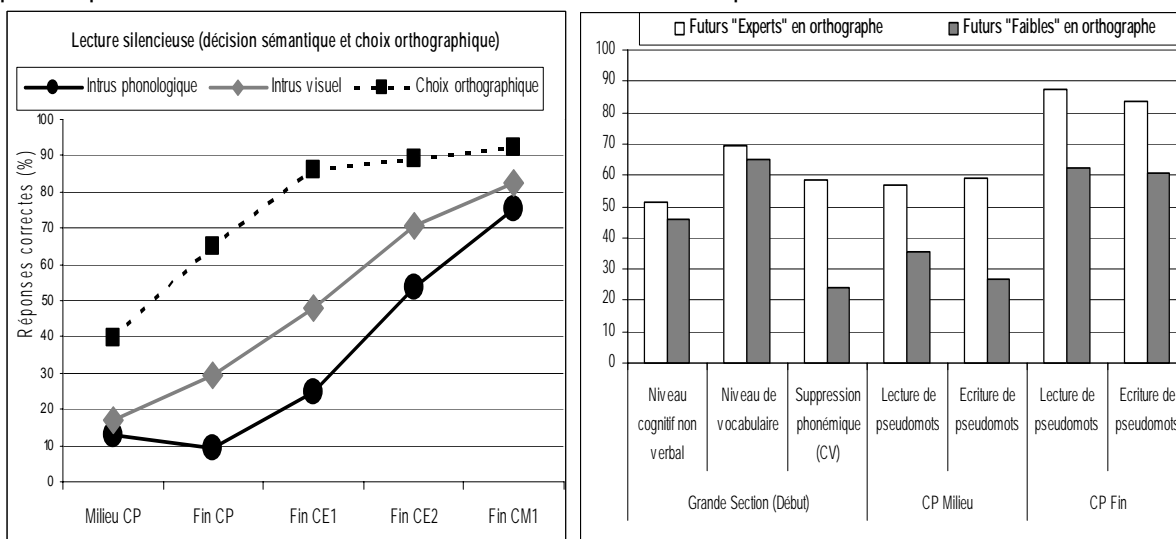 Lecture silencieuse (décision sémantique et choix orthographique)
Intrus phonologique Intrus visuel Choix orthographique
Réponses correctes (%)
100
90
80
70
60
50
40
30
20
10
0
Milieu CP Fin CP Fin CE1 Fin CE2 Fin CM1
Futurs "Experts" en orthographe Futurs "Faibles" en orthographe
100
90
80
70
60
50
40
30
20
10
0
Niveau cognitif non verbal
Niveau de vocabulaire
Suppression phonémique (CV)
Lecture de pseudomots
Ecriture de pseudomots
Lecture de pseudomots
Ecriture de pseudomots
Grande Section (Début) CP Milieu CP Fin